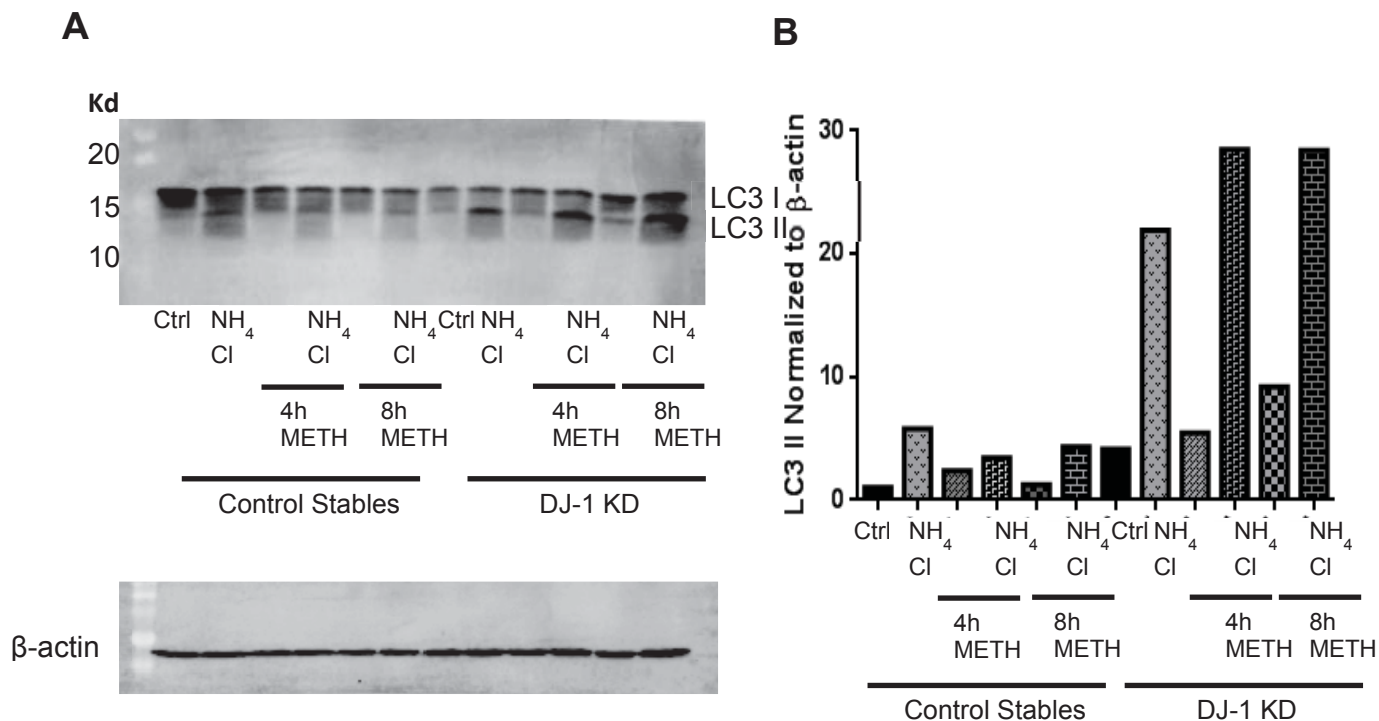 A
Kd
20
15
10
LC3 I
LC3 II
Ctrl NH4 Cl NH4 Cl NH4 Cl Ctrl NH4 Cl NH4 Cl NH4 Cl
4h METH 8h METH 4h METH 8h METH
Control Stables DJ-1 KD
β-actin
B
LC3 II Normalized to β-actin
30
20
10
0
Ctrl NH4 Cl NH4 Cl NH4 Cl Ctrl NH4 Cl NH4 Cl NH4 Cl
4h METH 8h METH 4h METH 8h METH
Control Stables DJ-1 KD